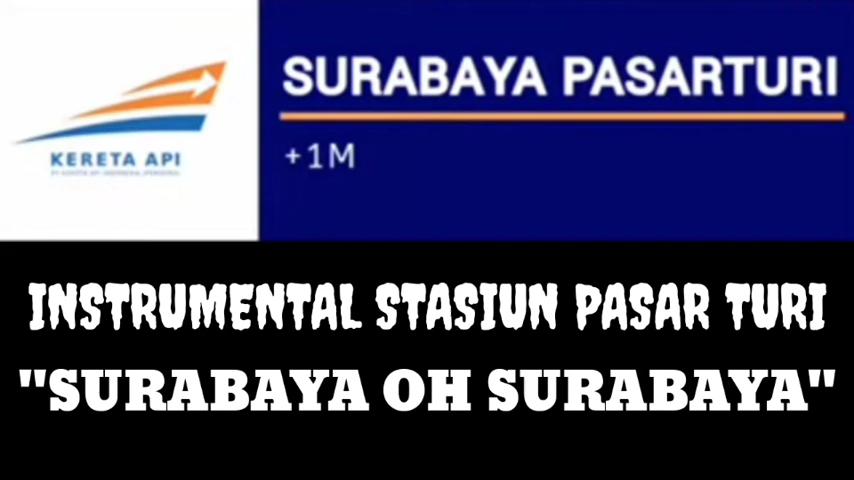 SURABAYA PASARTURI
KERETA API
+1M
INSTRUMENTAL STASIUN PASAR TURI
"SURABAYA OH SURABAYA"